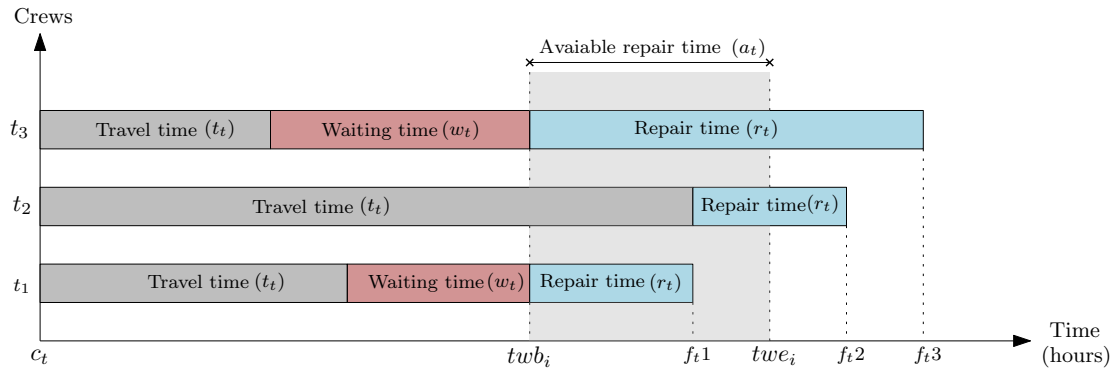 Crews
Avaiable repair time (a_t)
t_3 Travel time (t_t) Waiting time (w_t) Repair time (r_t)
t_2 Travel time (t_t) Repair time(r_t)
t_1 Travel time (t_t) Waiting time (w_t) Repair time (r_t)
c_t twb_i f_t1 twe_i f_t2 f_t3
Time
(hours)